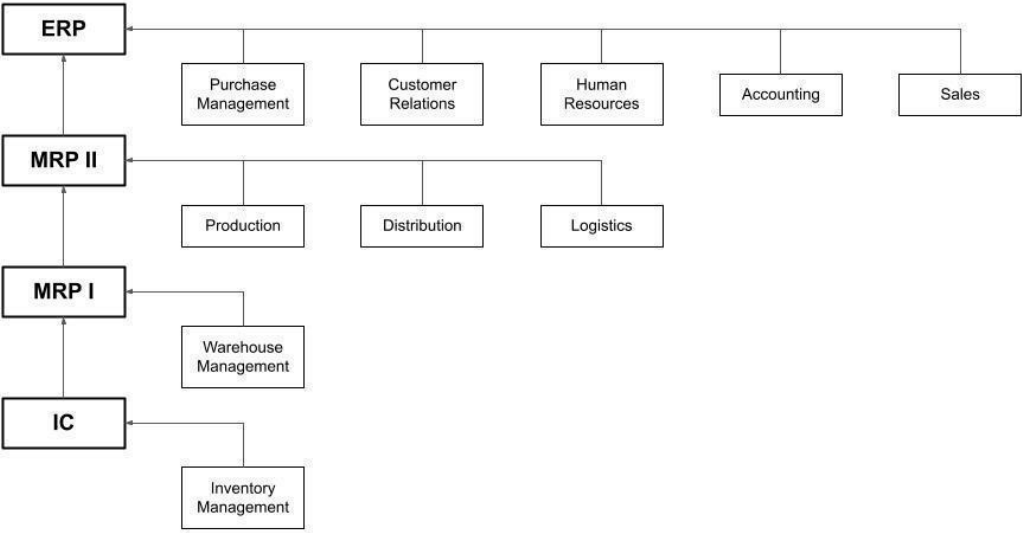 ERP
Purchase
Management
Customer
Relations
Human
Resources
Accounting
Sales
MRP II
Production
Distribution
Logistics
MRP I
Warehouse
Management
IC
Inventory
Management